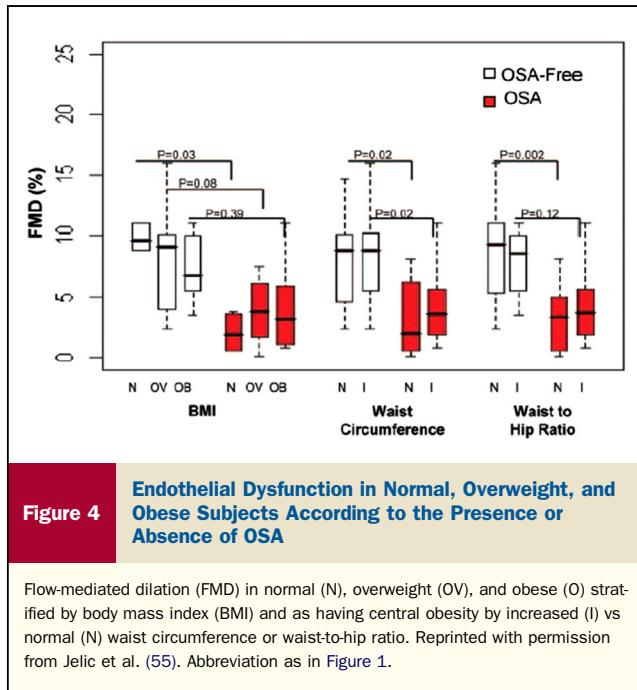 25
20
15
10
5
0
FMD (%)
OSA-Free
OSA
P=0.03
P=0.08
P=0.39
P=0.02
P=0.02
P=0.002
P=0.12
N OV OB N OV OB
BMI
N I N I
Waist
Circumference
N I N I
Waist to
Hip Ratio
Figure 4
Endothelial Dysfunction in Normal, Overweight, and
Obese Subjects According to the Presence or
Absence of OSA
Flow-mediated dilation (FMD) in normal (N), overweight (OV), and obese (O) strat-
ified by body mass index (BMI) and as having central obesity by increased (I) vs
normal (N) waist circumference or waist-to-hip ratio. Reprinted with permission
from Jelic et al. (55). Abbreviation as in Figure 1.